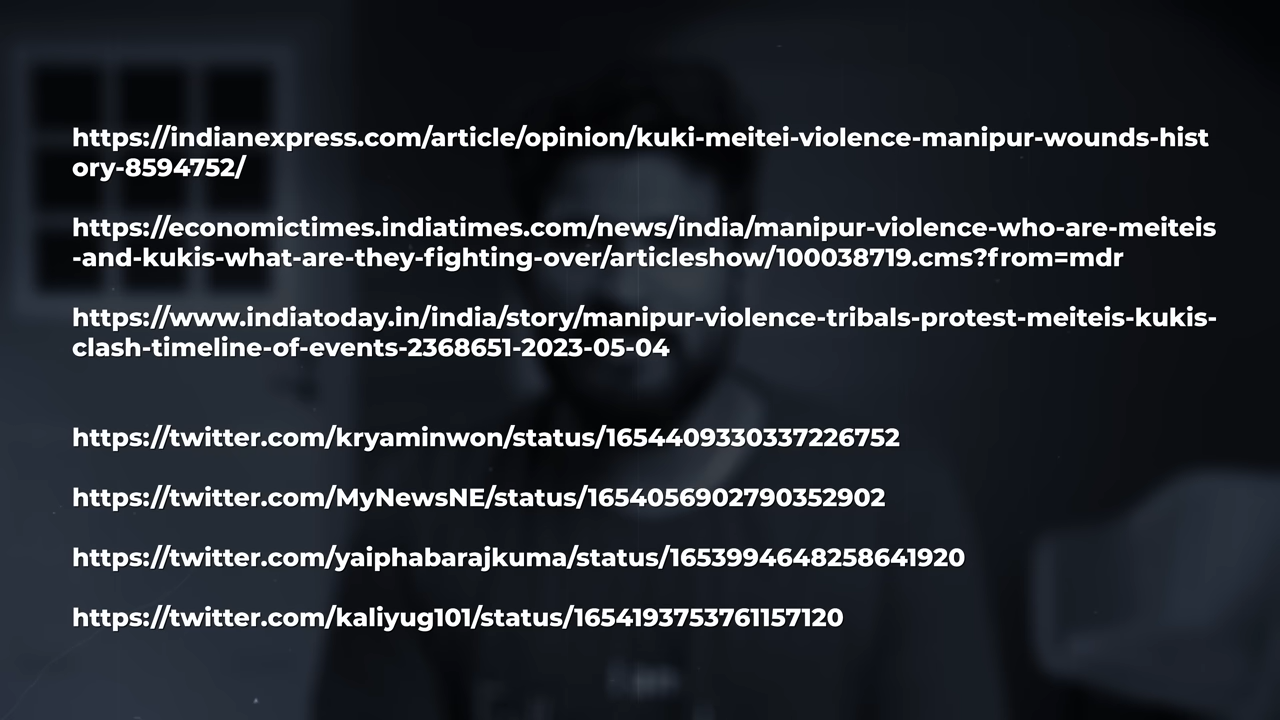 https://indianexpress.com/article/opinion/kuki-meitei-violence-manipur-wounds-hist
ory-8594752/
https://economictimes.indiatimes.com/news/india/manipur-violence-who-are-meiteis
-and-kukis-what-are-they-fighting-over/articleshow/100038719.cms?from=mdr
https://www.indiatoday.in/india/story/manipur-violence-tribals-protest-meiteis-kukis-
clash-timeline-of-events-2368651-2023-05-04
https://twitter.com/kryaminwon/status/1654409330337226752
https://twitter.com/MyNewsNE/status/1654056902790352902
https://twitter.com/yaiphabarajkuma/status/1653994648258641920
https://twitter.com/kaliyug101/status/1654193753761157120